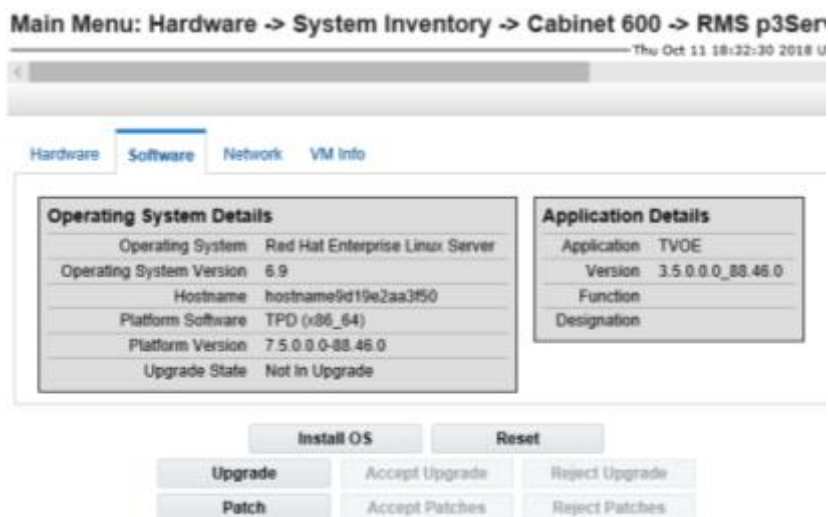 Main Menu: Hardware -> System Inventory -> Cabinet 600 -> RMS p3Serv
Thu Oct 11 18:32:30 2018 U
Hardware Software Network VM Info
Operating System Details
Operating System Red Hat Enterprise Linux Server
Operating System Version 6.9
Hostname hostname9d19e2aa3f50
Platform Software TPD (x86_64)
Platform Version 7.5.0.0.0-88.46.0
Upgrade State Not In Upgrade
Application Details
Application TVOE
Version 3.5.0.0.0_88.46.0
Function
Designation
Install OS Reset
Upgrade Accept Upgrade Reject Upgrade
Patch Accept Patches Reject Patches